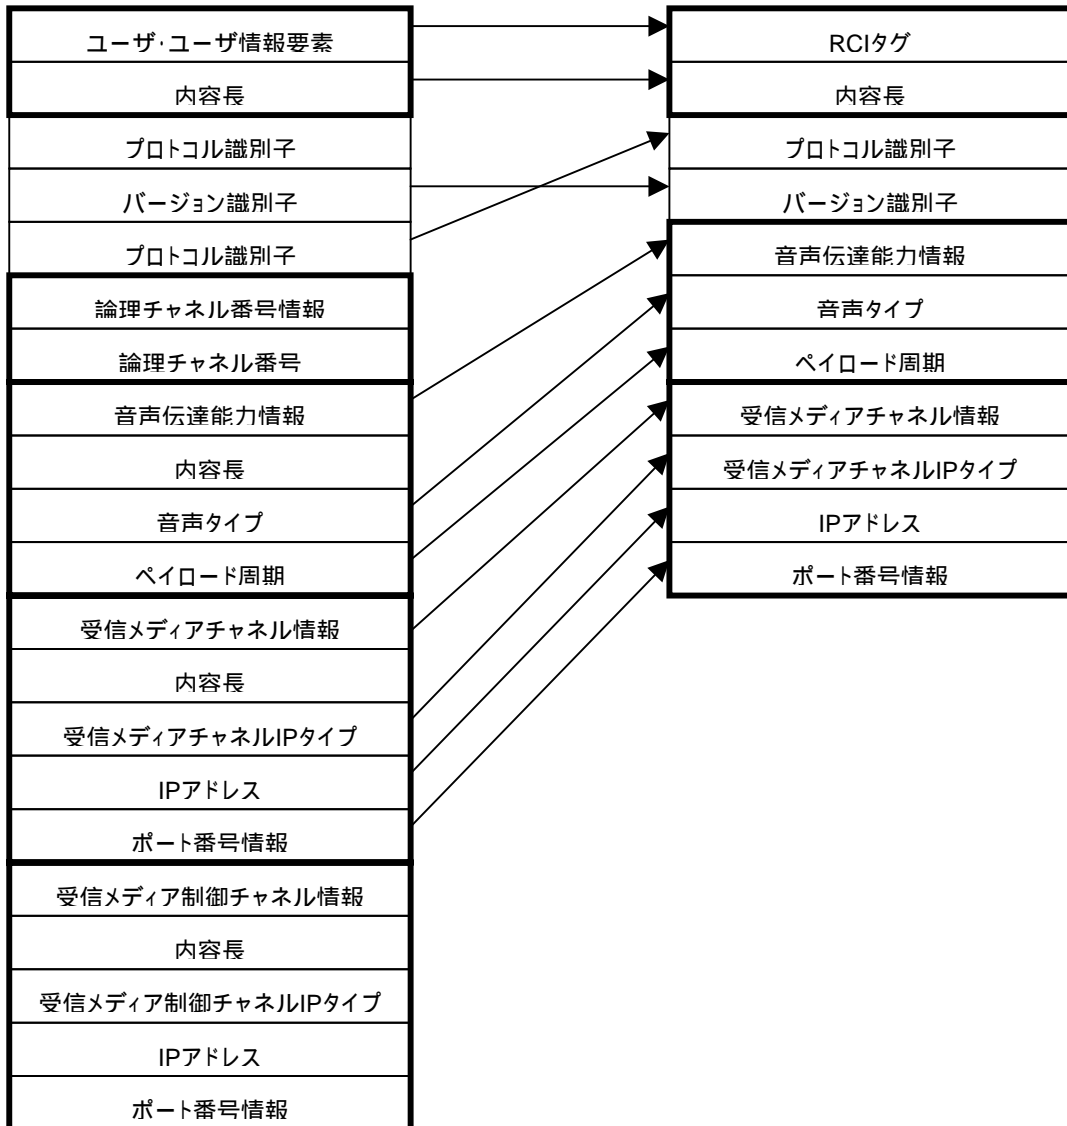 ユーザ･ユーザ情報要素
内容長
プロトコル識別子
バージョン識別子
プロトコル識別子
論理チャネル番号情報
論理チャネル番号
音声伝達能力情報
内容長
音声タイプ
ペイロード周期
受信メディアチャネル情報
内容長
受信メディアチャネルIPタイプ
IPアドレス
ポート番号情報
受信メディア制御チャネル情報
内容長
受信メディア制御チャネルIPタイプ
IPアドレス
ポート番号情報
RCIタグ
内容長
プロトコル識別子
バージョン識別子
音声伝達能力情報
音声タイプ
ペイロード周期
受信メディアチャネル情報
受信メディアチャネルIPタイプ
IPアドレス
ポート番号情報